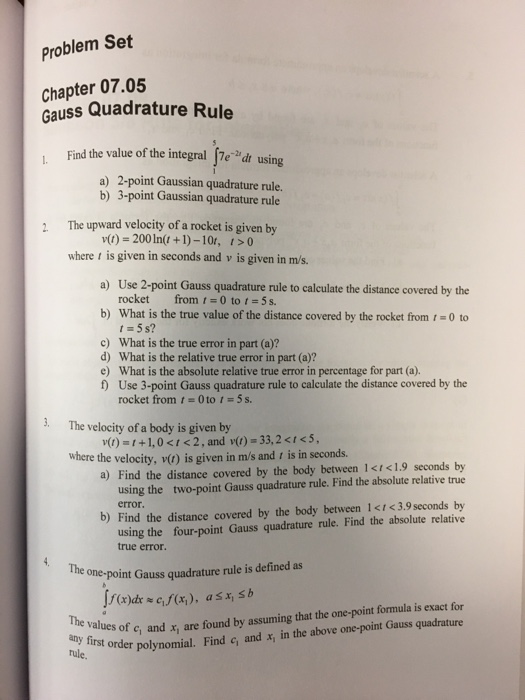 Problem Set
Chapter 07.05
Gauss Quadrature Rule
1. Find the value of the integral ∫₁⁵ 7e^(-2t) dt using
a) 2-point Gaussian quadrature rule.
b) 3-point Gaussian quadrature rule
2. The upward velocity of a rocket is given by
v(t) = 200 ln(t + 1) − 10t, t > 0
where t is given in seconds and v is given in m/s.
a) Use 2-point Gauss quadrature rule to calculate the distance covered by the
rocket from t = 0 to t = 5 s.
b) What is the true value of the distance covered by the rocket from t = 0 to
t = 5 s?
c) What is the true error in part (a)?
d) What is the relative true error in part (a)?
e) What is the absolute relative true error in percentage for part (a).
f) Use 3-point Gauss quadrature rule to calculate the distance covered by the
rocket from t = 0 to t = 5 s.
3. The velocity of a body is given by
v(t) = t + 1, 0 < t < 2, and v(t) = 33, 2 < t < 5,
where the velocity, v(t) is given in m/s and t is in seconds.
a) Find the distance covered by the body between 1 < t < 1.9 seconds by
using the two-point Gauss quadrature rule. Find the absolute relative true
error.
b) Find the distance covered by the body between 1 < t < 3.9 seconds by
using the four-point Gauss quadrature rule. Find the absolute relative
true error.
4. The one-point Gauss quadrature rule is defined as
∫ₐᵇ f(x)dx ≈ c₁f(x₁), a ≤ x₁ ≤ b
The values of c₁ and x₁ are found by assuming that the one-point formula is exact for
any first order polynomial. Find c₁ and x₁ in the above one-point Gauss quadrature
rule.